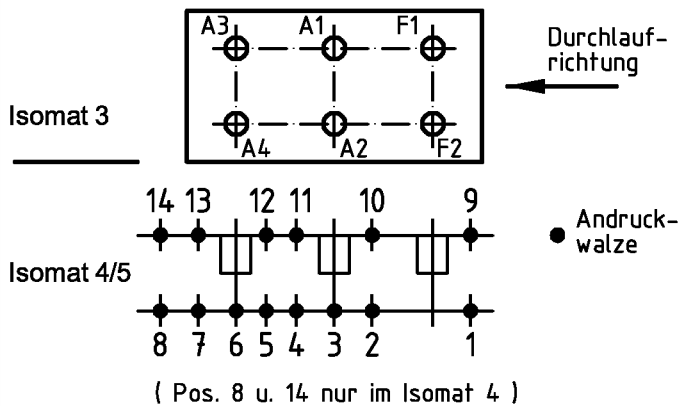 A3 A1 F1
Durchlauf-
richtung
Isomat 3
A4 A2 F2
14 13 12 11 10 9
Andruck-
walze
Isomat 4/5
8 7 6 5 4 3 2 1
( Pos. 8 u. 14 nur im Isomat 4 )